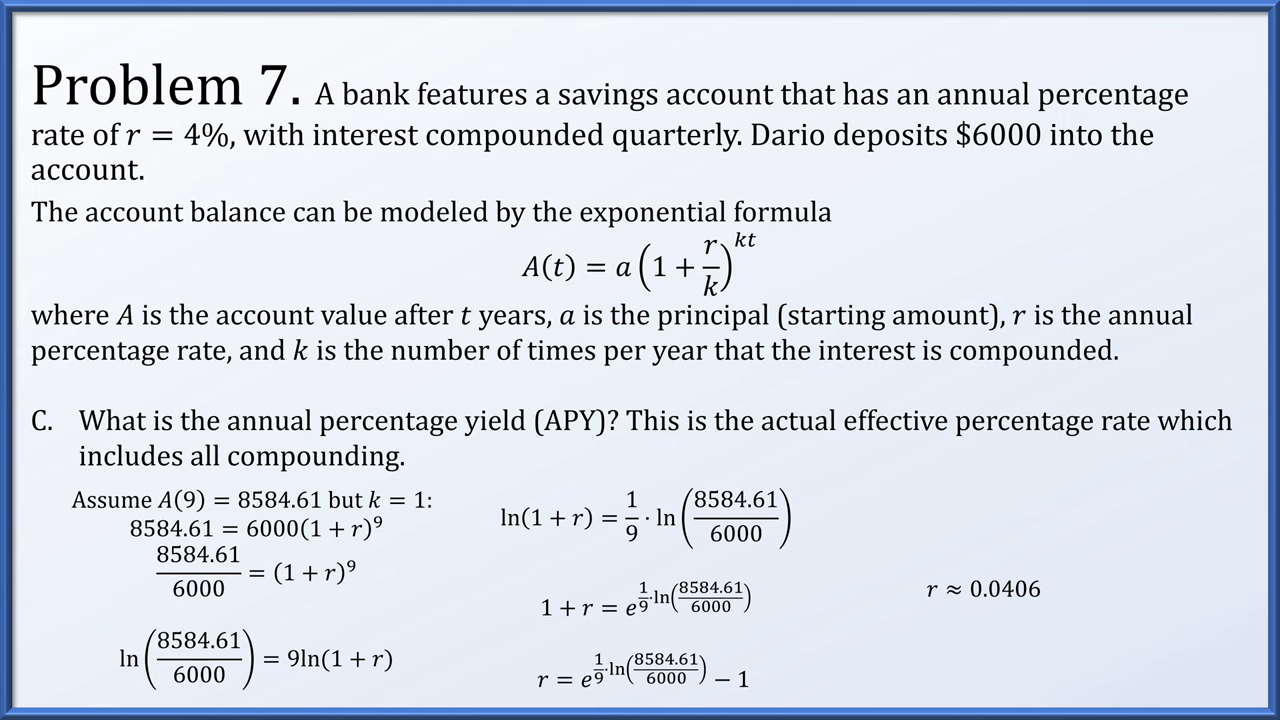 Problem 7. A bank features a savings account that has an annual percentage
rate of r = 4%, with interest compounded quarterly. Dario deposits $6000 into the
account.
The account balance can be modeled by the exponential formula
A(t) = a(1 + r/k)^kt
where A is the account value after t years, a is the principal (starting amount), r is the annual
percentage rate, and k is the number of times per year that the interest is compounded.
C. What is the annual percentage yield (APY)? This is the actual effective percentage rate which
includes all compounding.
Assume A(9) = 8584.61 but k = 1:
8584.61 = 6000(1 + r)^9
8584.61/6000 = (1 + r)^9
ln(8584.61/6000) = 9ln(1 + r)
ln(1 + r) = 1/9 · ln(8584.61/6000)
1 + r = e^(1/9·ln(8584.61/6000))
r = e^(1/9·ln(8584.61/6000)) − 1
r ≈ 0.0406